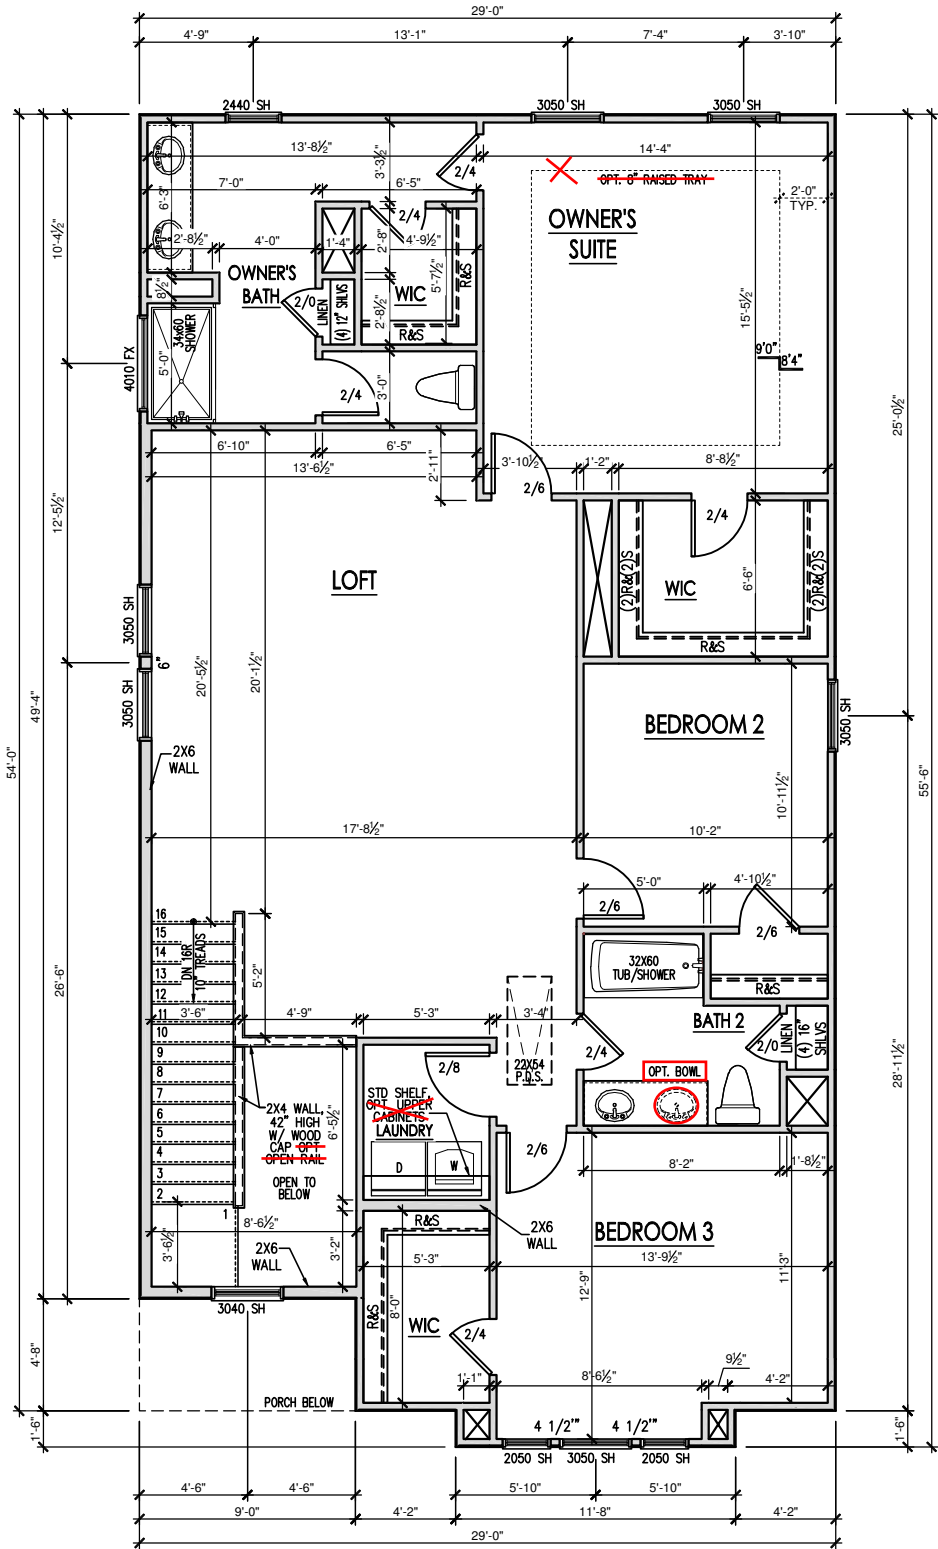 29'-0"
4'-9" 13'-1" 7'-4" 3'-10"
2440 SH 3050 SH 3050 SH
13'-8½" 3'-3½" 2/4 14'-4"
OPT. 8" RAISED TRAY
7'-0" 6'-5" 2'-0"
TYP.
6'-3" 2/4
OWNER'S
SUITE
2'-8½" 4'-0" 1'-4" 2'-8" 4'-9½"
10'-4½"
OWNER'S
BATH
5'-7½" R&S
8½" 2/0 LINEN
(4) 12" SHLVS
WIC
2'-8½" R&S
15'-5½"
34x60
SHOWER
5'-0"
4010 FX
9'0"
8'4"
2/4 3'-0"
25'-0½"
6'-10" 6'-5"
13'-6½" 2'-11" 3'-10½" 1'-2" 8'-8½"
2/6
2/4
12'-5½"
LOFT
(2)R&(2)S WIC 6'-6" (2)R&(2)S
R&S
3050 SH
6"
20'-5½" 20'-1½"
3050 SH
49'-4"
54'-0"
BEDROOM 2
3050 SH
2X6
WALL
55'-6"
10'-11½"
17'-8½" 10'-2"
5'-0" 4'-10½"
2/6
2/6
16
15
14
13
12
11
10
9
8
7
6
5
4
3
2
1
DN 16R
10" TREADS
5'-2"
26'-6"
32X60
TUB/SHOWER
R&S
3'-6" 4'-9" 5'-3" 3'-4"
BATH 2
LINEN
(4) 16"
SHLVS
2/4 2/0
2/8
22X54
P.D.S.
OPT. BOWL
28'-11½"
STD SHELF,
OPT. UPPER
CABINETS
LAUNDRY
2X4 WALL,
42" HIGH
W/ WOOD
CAP OPT
OPEN RAIL
6'-5½"
D W
2/6
8'-2" 1'-8½"
OPEN TO
BELOW
R&S
8'-6½" 3'-2"
3'-6½"
2X6
WALL
2X6
WALL
BEDROOM 3
5'-3" 13'-9½"
12'-9" 11'-3"
3040 SH
R&S 8'-0"
WIC
2/4
4'-8"
9½"
1'-1" 8'-6½" 4'-2"
PORCH BELOW
1'-6" 1'-6"
4 1/2'" 4 1/2'"
2050 SH 3050 SH 2050 SH
4'-6" 4'-6" 5'-10" 5'-10"
9'-0" 4'-2" 11'-8" 4'-2"
29'-0"